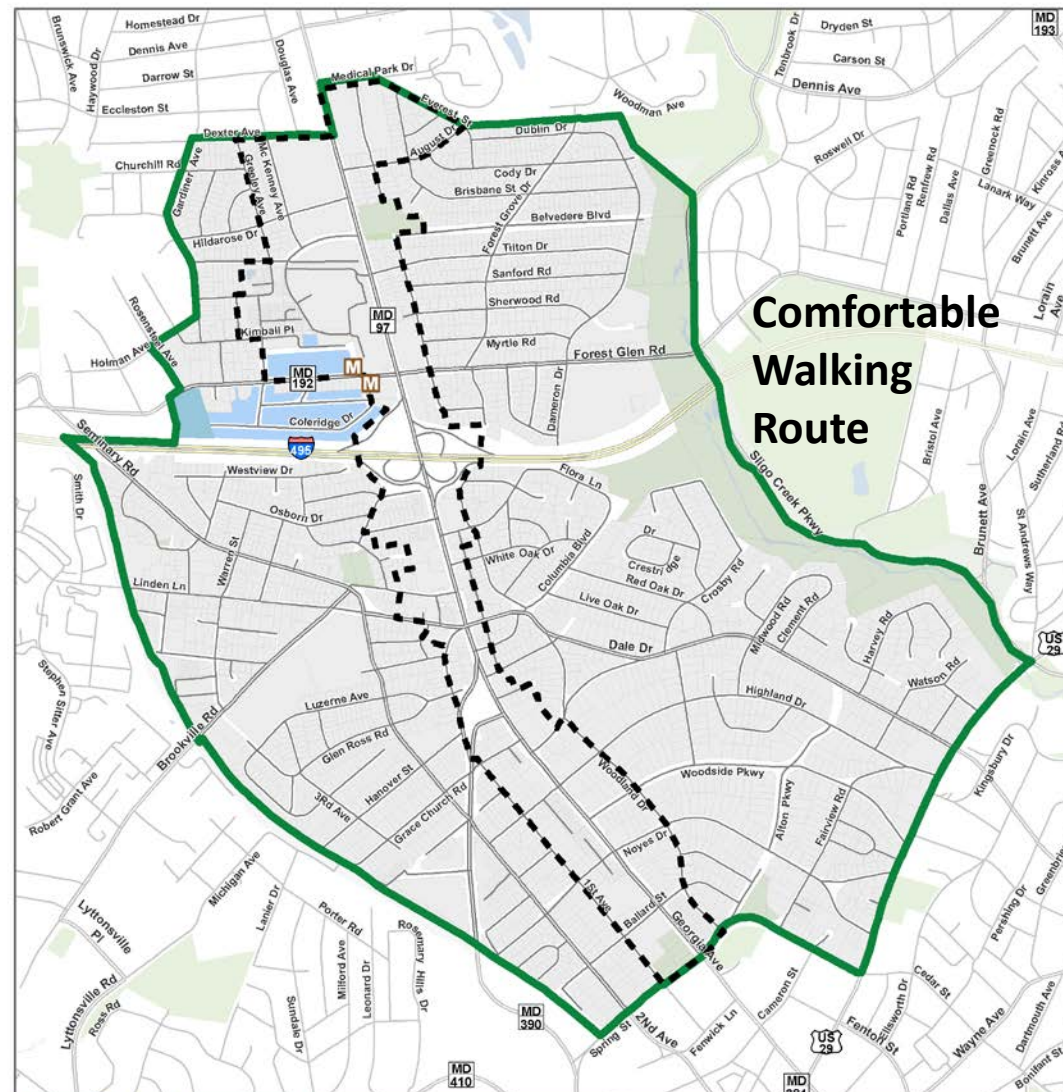 Homestead Dr
Brunswick Ave
Haywood Dr
Dennis Ave
Darrow St
Eccleston St
Douglas Ave
Medical Park Dr
Everest St
Dexter Ave
Churchill Rd
Gardiner Ave
Greeley Ave
Mc Kenney Ave
August Dr
Dublin Dr
Woodman Ave
Tenbrook Dr
Dryden St
Carson St
Dennis Ave
MD
193
Cody Dr
Brisbane St
Forest Grove Dr
Belvedere Blvd
Hildarose Dr
Tilton Dr
Sanford Rd
Sherwood Rd
Myrtle Rd
Forest Glen Rd
Roswell Dr
Portland Rd
Renfrew Rd
Dallas Ave
Greenock Rd
Lanark Way
Kinross A
Brunett Ave
Lorain Av
Comfortable
Walking
Route
MD
97
Rosensteel Ave
Holman Ave
Kimball Pl
M
M
MD
192
Coleridge Dr
Dameron Dr
495
Seminary Rd
Smith Dr
Westview Dr
Osborn Dr
Warren St
Linden Ln
Flora Ln
White Oak Dr
Columbia Blvd
Dr
Crestridge
Red Oak Dr
Crosby Rd
Live Oak Dr
Dale Dr
Midwood Rd
Clement Rd
Harvey Rd
Watson Rd
Sligo Creek Pkwy
Bristol Ave
Lorain Ave
Sutherland Rd
Brunett Ave
St Andrews Way
US
29
Stephen Sitter Ave
Brookville Rd
Robert Grant Ave
Luzerne Ave
Glen Ross Rd
Hanover St
3Rd Ave
Grace Church Rd
Highland Dr
Woodside Pkwy
Woodland Dr
Alton Pkwy
Fairview Rd
Noyes Dr
1St Ave
Ballard St
Georgia Ave
Kingsbury Dr
Pershing Dr
Greenbrie
Michigan Ave
Lyttonsville
Pl
Lyttonsville Rd
Ross Rd
Lanier Dr
Porter Rd
Milford Ave
Leonard Dr
Sundale Dr
Rosemary Hills Dr
MD
390
MD
410
Spring St
2Nd Ave
Fenwick Ln
Cameron St
US
29
Fenton St
Ellsworth Dr
Cedar St
Wayne Ave
Dartmouth Ave
Bonifant St
MD